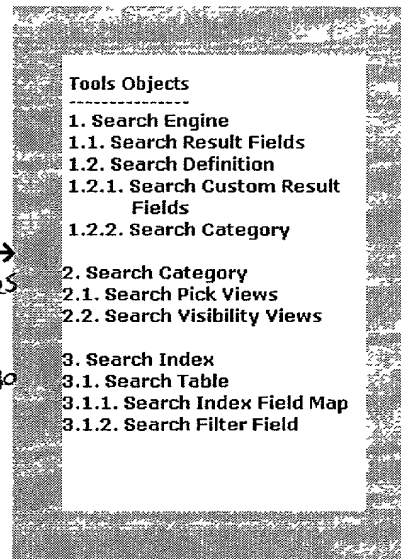 Tools Objects
---------------
1. Search Engine
1.1. Search Result Fields
1.2. Search Definition
1.2.1. Search Custom Result
Fields
1.2.2. Search Category
2. Search Category
2.1. Search Pick Views
2.2. Search Visibility Views
3. Search Index
3.1. Search Table
3.1.1. Search Index Field Map
3.1.2. Search Filter Field